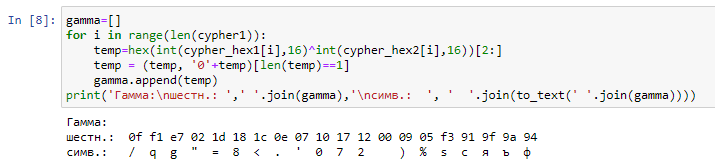 In [8]: gamma=[]
for i in range(len(cypher1)):
    temp=hex(int(cypher_hex1[i],16)^int(cypher_hex2[i],16))[2:]
    temp = (temp, '0'+temp)[len(temp)==1]
    gamma.append(temp)
print('Гамма:\nшестн.: ',' '.join(gamma),'\nсимв.:  ', '  '.join(to_text(' '.join(gamma))))
Гамма:
шестн.:  0f f1 e7 02 1d 18 1c 0e 07 10 17 12 00 09 05 f3 91 9f 9a 94
симв.:   /  q  g  "  =  8  <  .  '  0  7  2     )  %  s  с  я  ъ  ф